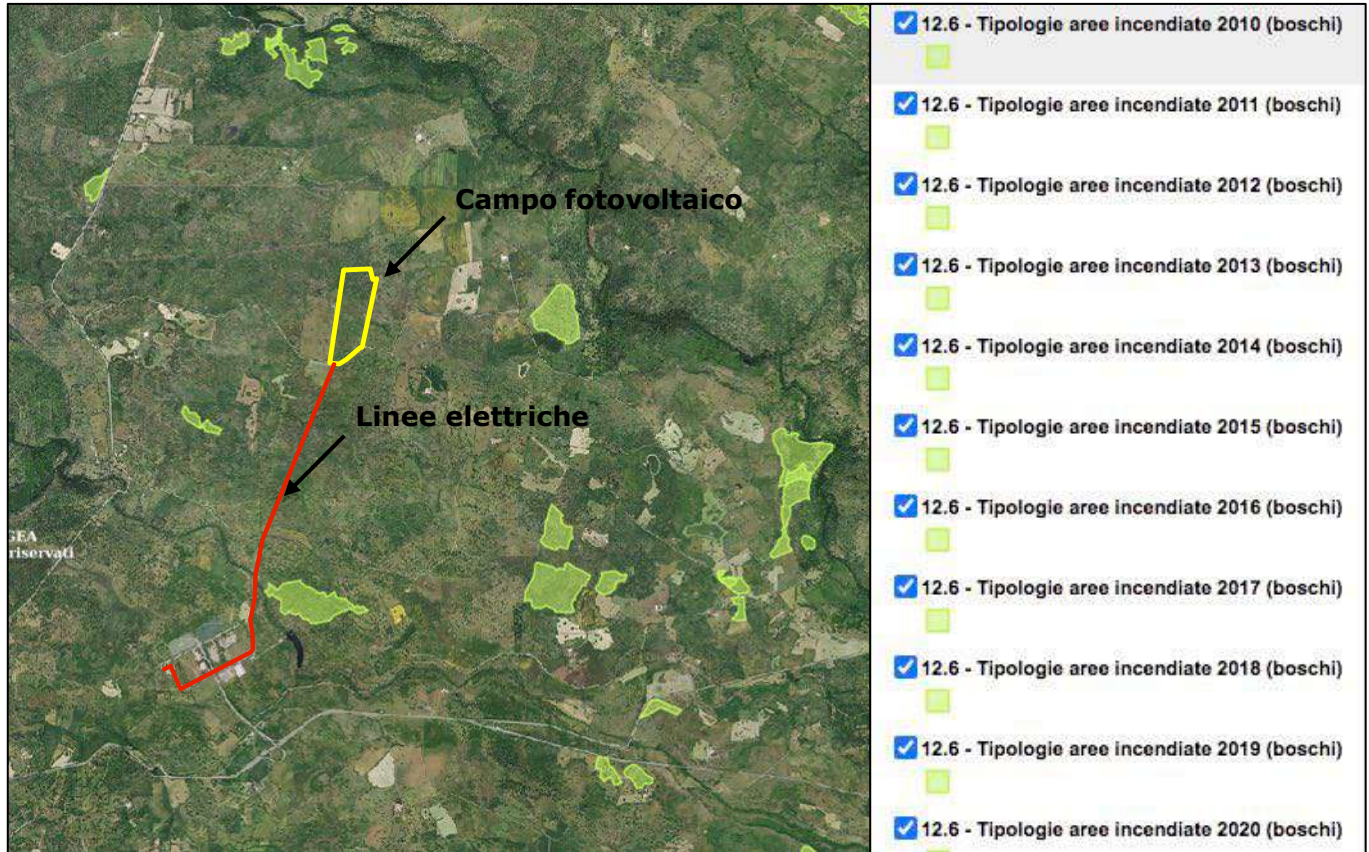 Campo fotovoltaico
Linee elettriche
GEA
riservati
12.6 - Tipologie aree incendiate 2010 (boschi)
12.6 - Tipologie aree incendiate 2011 (boschi)
12.6 - Tipologie aree incendiate 2012 (boschi)
12.6 - Tipologie aree incendiate 2013 (boschi)
12.6 - Tipologie aree incendiate 2014 (boschi)
12.6 - Tipologie aree incendiate 2015 (boschi)
12.6 - Tipologie aree incendiate 2016 (boschi)
12.6 - Tipologie aree incendiate 2017 (boschi)
12.6 - Tipologie aree incendiate 2018 (boschi)
12.6 - Tipologie aree incendiate 2019 (boschi)
12.6 - Tipologie aree incendiate 2020 (boschi)